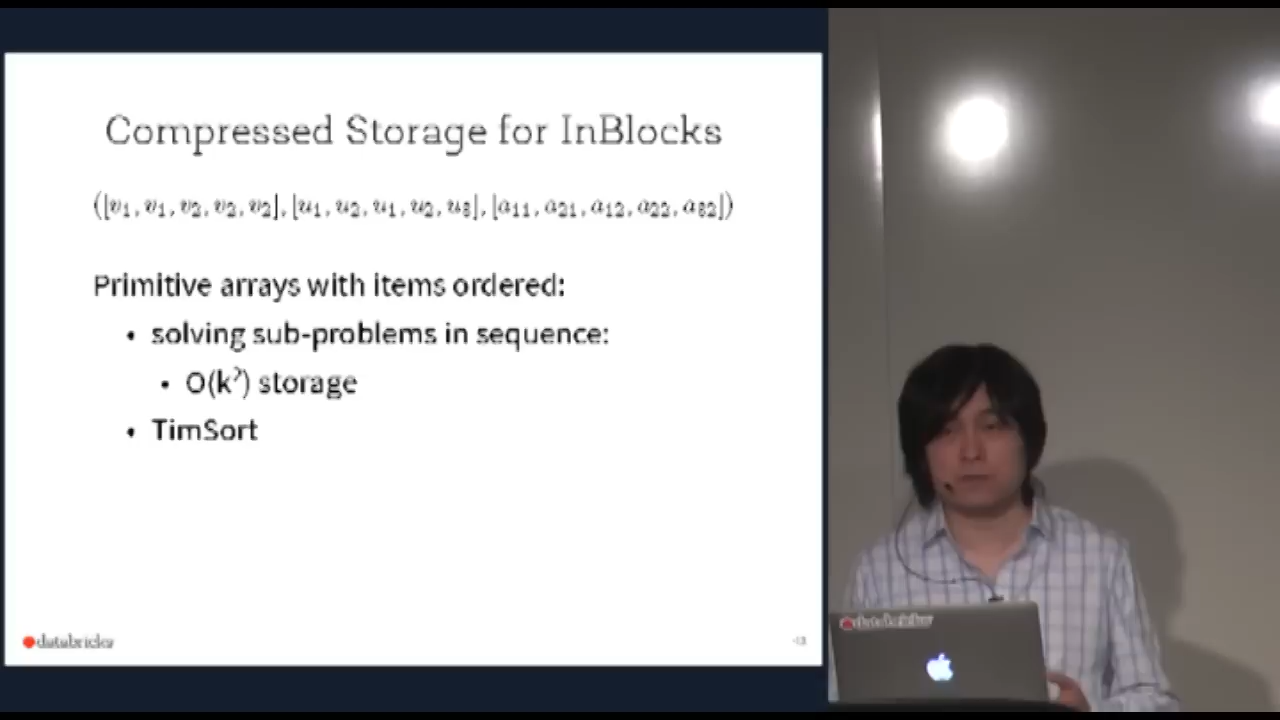 Compressed Storage for InBlocks
([v₁, v₁, v₂, v₂, v₂], [u₁, u₂, u₁, u₂, u₃], [a₁₁, a₂₁, a₁₂, a₂₂, a₃₂])
Primitive arrays with items ordered:
• solving sub-problems in sequence:
• O(k²) storage
• TimSort
databricks
databricks